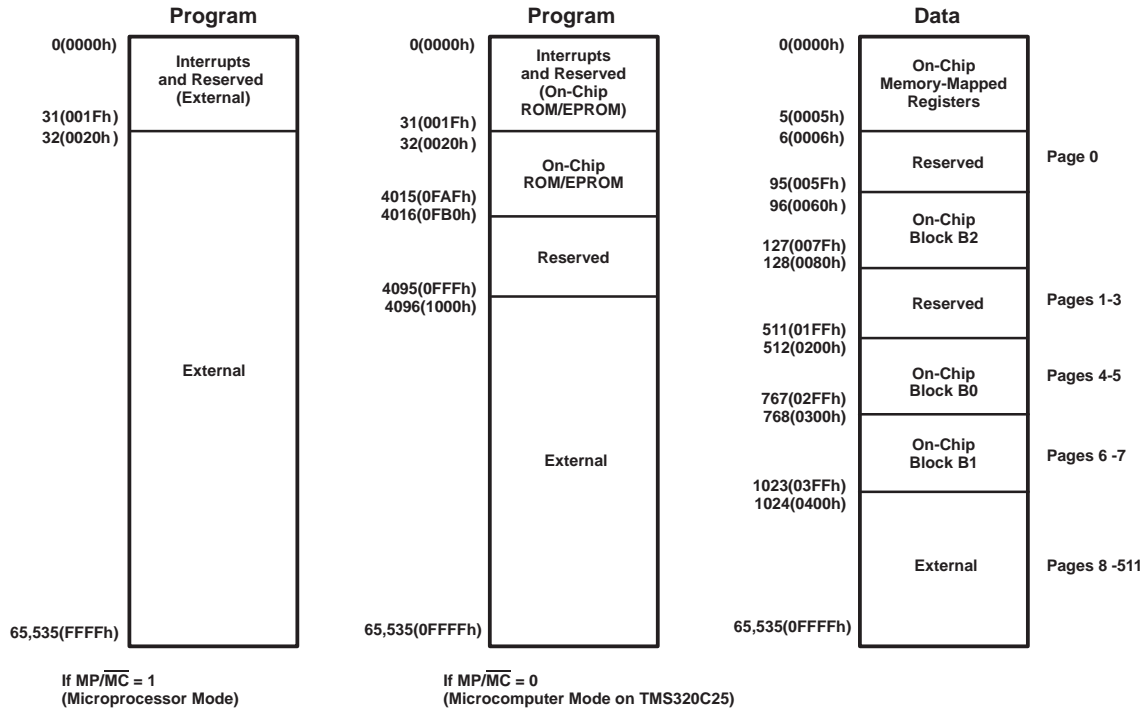 Program
0(0000h)
Interrupts
and Reserved
(External)
31(001Fh)
32(0020h)
External
65,535(FFFFh)
If MP/M̅C̅ = 1
(Microprocessor Mode)
Program
0(0000h)
Interrupts
and Reserved
(On-Chip
ROM/EPROM)
31(001Fh)
32(0020h)
On-Chip
ROM/EPROM
4015(0FAFh)
4016(0FB0h)
Reserved
4095(0FFFh)
4096(1000h)
External
65,535(0FFFFh)
If MP/M̅C̅ = 0
(Microcomputer Mode on TMS320C25)
Data
0(0000h)
On-Chip
Memory-Mapped
Registers
5(0005h)
6(0006h)
Reserved
Page 0
95(005Fh)
96(0060h)
On-Chip
Block B2
127(007Fh)
128(0080h)
Reserved
Pages 1-3
511(01FFh)
512(0200h)
On-Chip
Block B0
Pages 4-5
767(02FFh)
768(0300h)
On-Chip
Block B1
Pages 6 -7
1023(03FFh)
1024(0400h)
External
Pages 8 -511
65,535(0FFFFh)